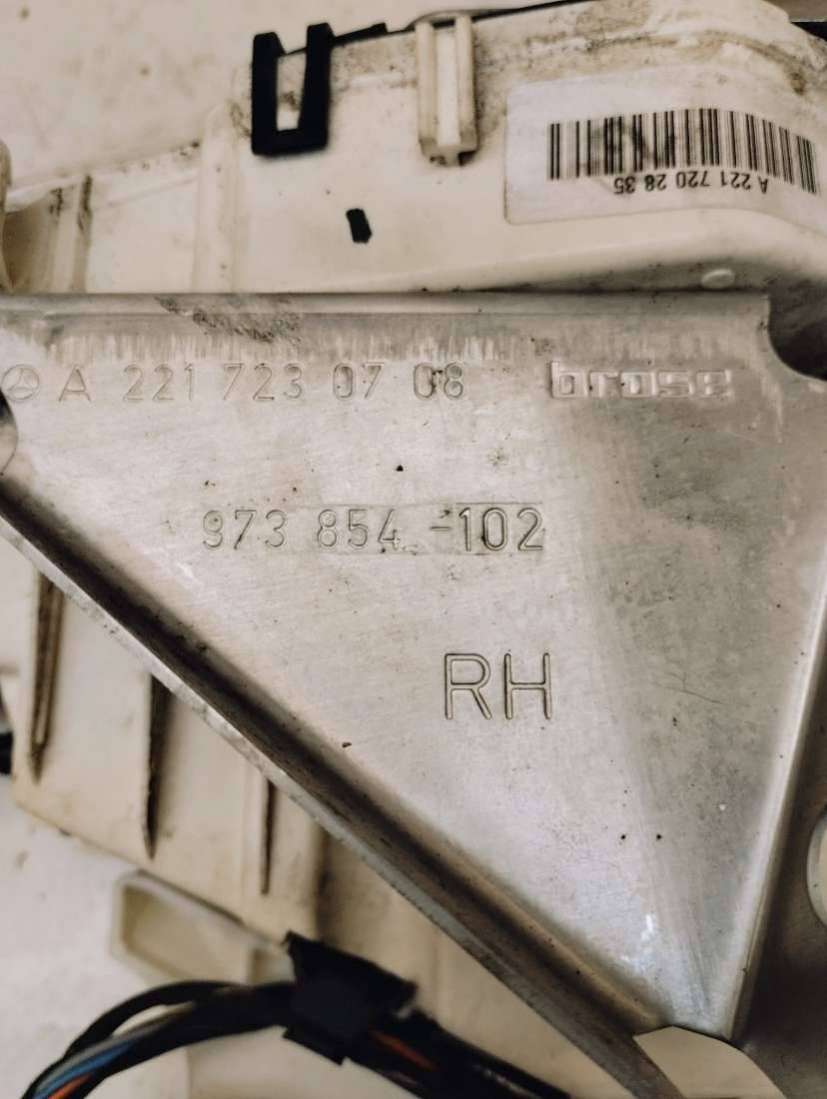 A 221 720 28 35
A 221 723 07 08 brose
973 854 -102
RH